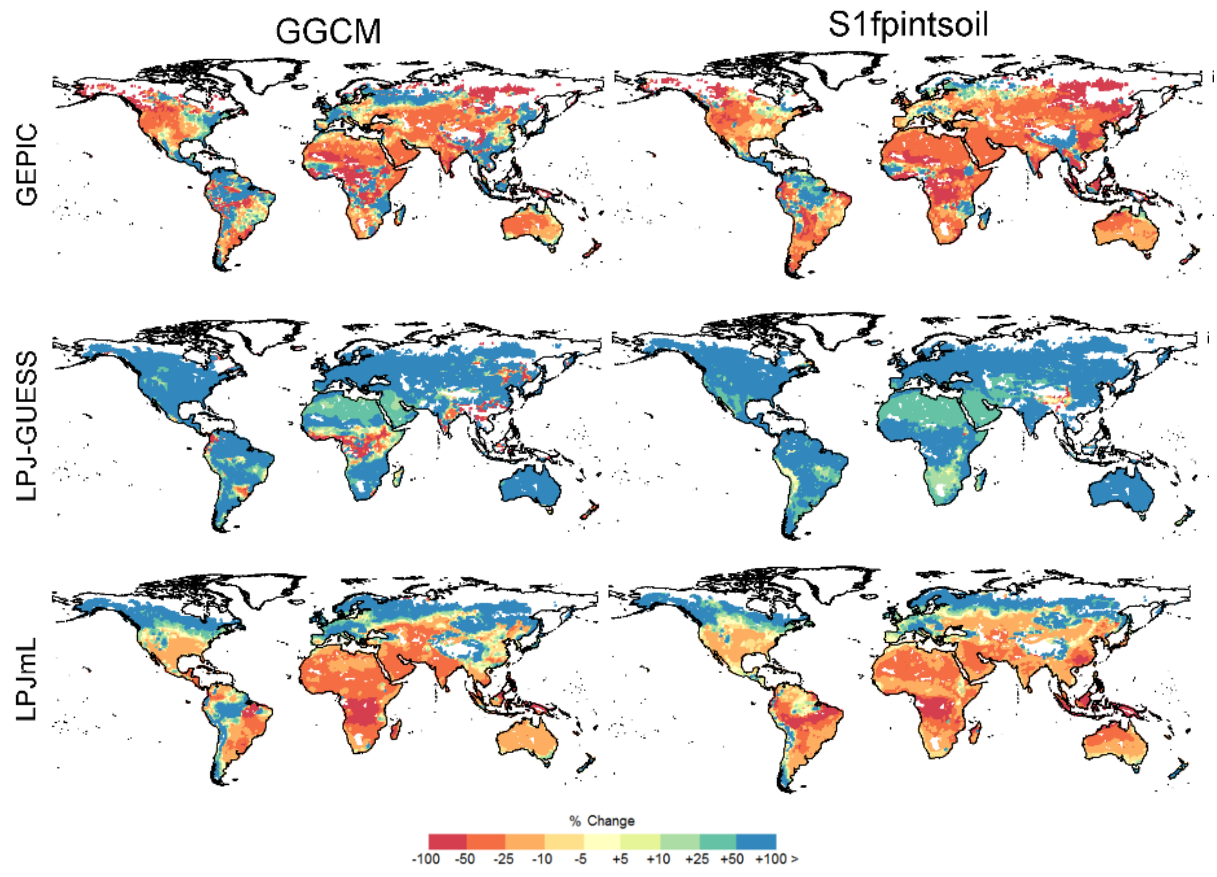 GGCM S1fpintsoil
GEPIC
LPJ-GUESS
LPJmL
% Change
-100 -50 -25 -10 -5 +5 +10 +25 +50 +100 >